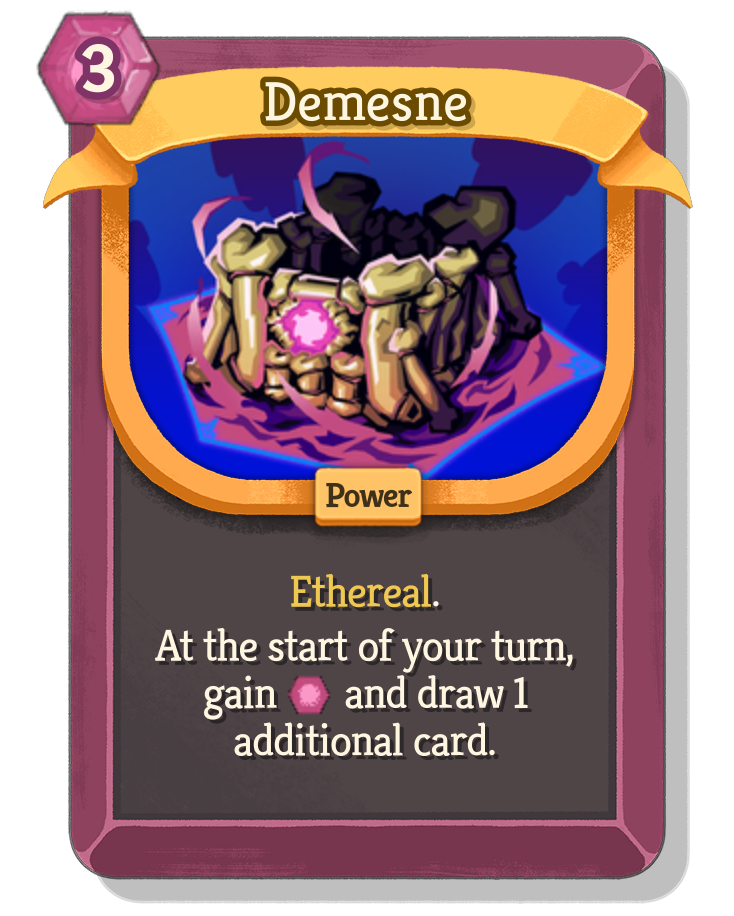 3
Demesne
Power
Ethereal.
At the start of your turn,
gain and draw 1
additional card.